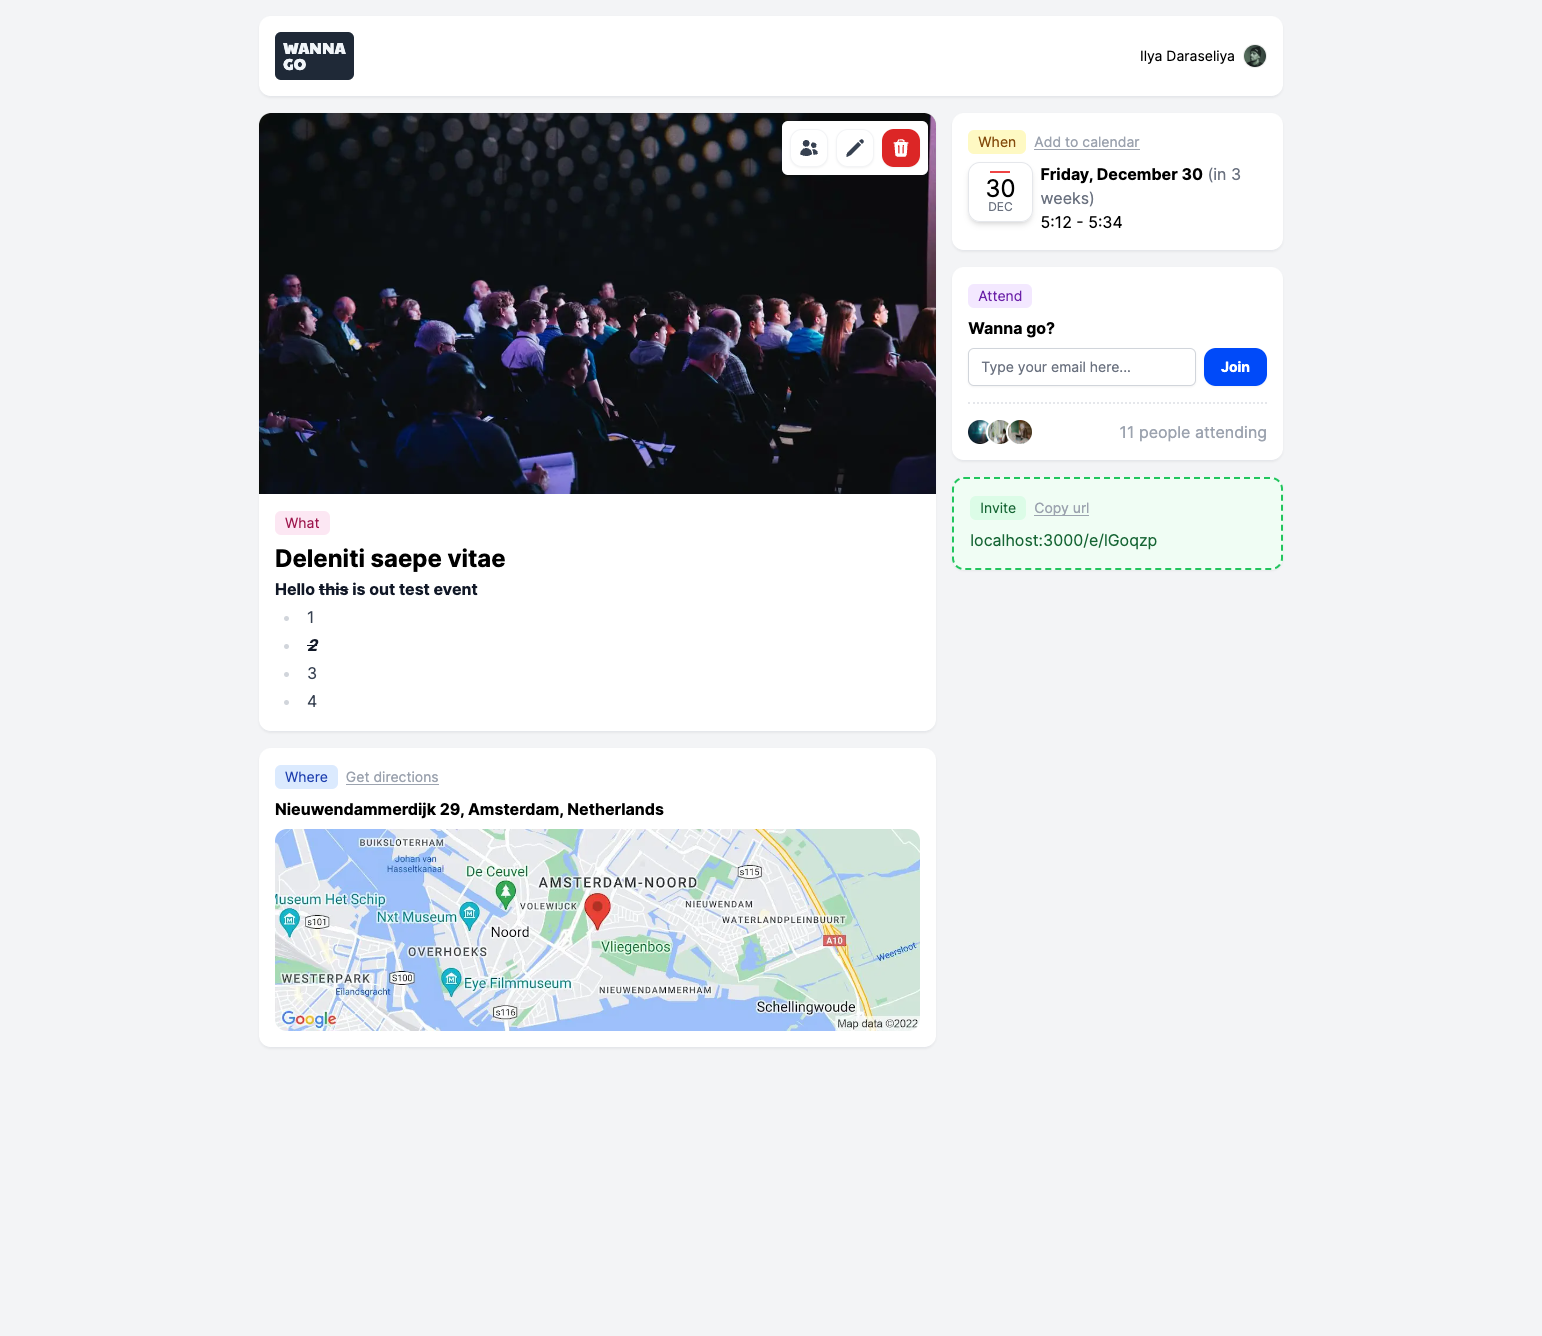 WANNA
GO
Ilya Daraseliya
What
Deleniti saepe vitae
Hello this is out test event
1
2
3
4
Where
Get directions
Nieuwendammerdijk 29, Amsterdam, Netherlands
BUIKSLOTERHAM
Johan van
Hasseltkanaal
De Ceuvel
AMSTERDAM-NOORD
s115
Museum Het Schip
s101
Nxt Museum
VOLEWIJCK
NIEUWENDAM
WATERLANDPLEINBUURT
Noord
Vliegenbos
A10
OVERHOEKS
Weersloot
WESTERPARK
S100
Eye Filmmuseum
Eilandsgracht
NIEUWENDAMMERHAM
s116
Schellingwoude
Google
Map data ©2022
When
Add to calendar
30
DEC
Friday, December 30 (in 3
weeks)
5:12 - 5:34
Attend
Wanna go?
Type your email here...
Join
11 people attending
Invite
Copy url
localhost:3000/e/lGoqzp